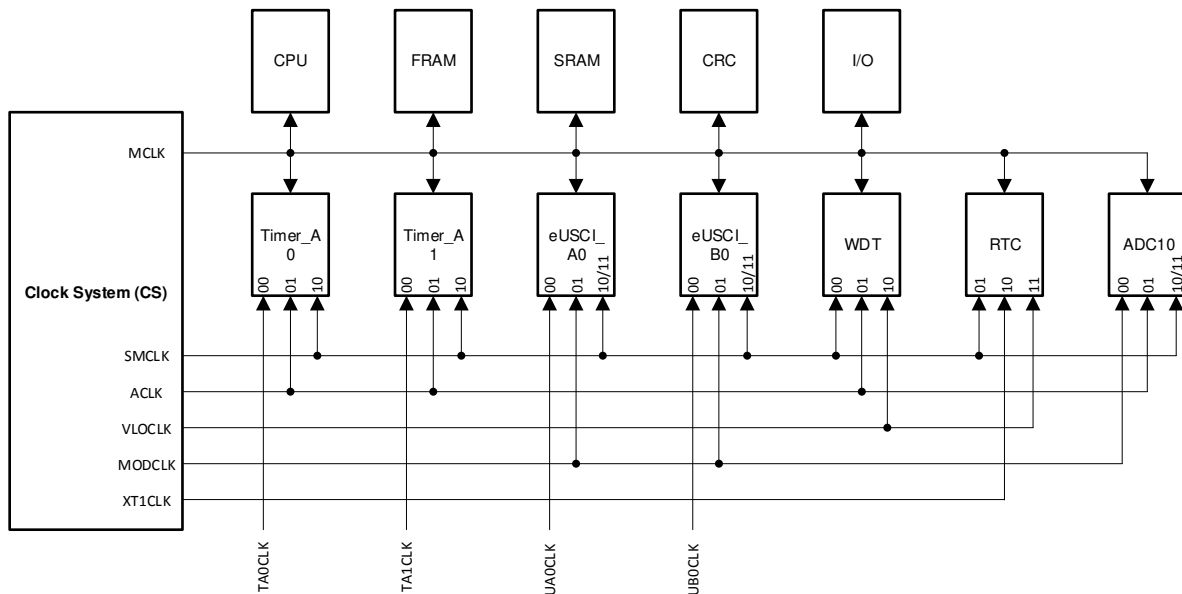 CPU
FRAM
SRAM
CRC
I/O
MCLK
Timer_A
0
00
01
10
Timer_A
1
00
01
10
eUSCI_
A0
00
01
10/11
eUSCI_
B0
00
01
10/11
WDT
00
01
10
RTC
01
10
11
ADC10
00
01
10/11
Clock System (CS)
SMCLK
ACLK
VLOCLK
MODCLK
XT1CLK
TA0CLK
TA1CLK
UA0CLK
UB0CLK